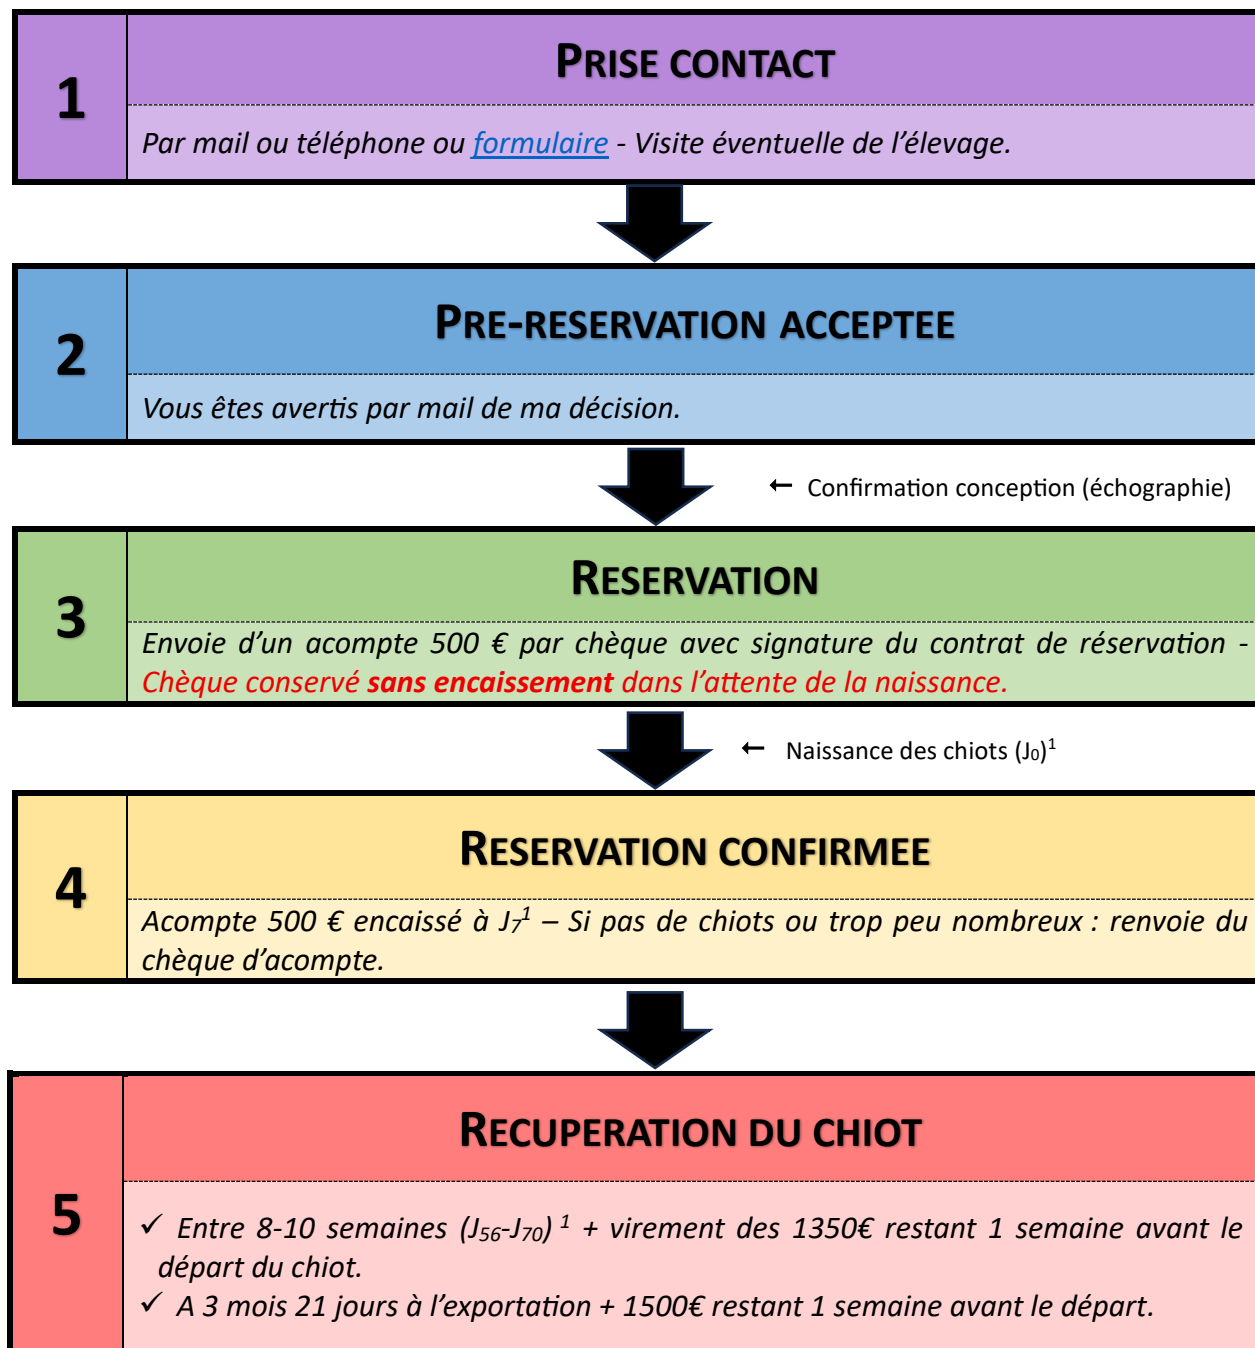 1
PRISE CONTACT
Par mail ou téléphone ou formulaire - Visite éventuelle de l'élevage.
2
PRE-RESERVATION ACCEPTEE
Vous êtes avertis par mail de ma décision.
← Confirmation conception (échographie)
3
RESERVATION
Envoie d'un acompte 500 € par chèque avec signature du contrat de réservation -
Chèque conservé sans encaissement dans l'attente de la naissance.
← Naissance des chiots (J₀)¹
4
RESERVATION CONFIRMEE
Acompte 500 € encaissé à J₇¹ – Si pas de chiots ou trop peu nombreux : renvoie du
chèque d'acompte.
5
RECUPERATION DU CHIOT
✓ Entre 8-10 semaines (J₅₆-J₇₀) ¹ + virement des 1350€ restant 1 semaine avant le
départ du chiot.
✓ A 3 mois 21 jours à l'exportation + 1500€ restant 1 semaine avant le départ.